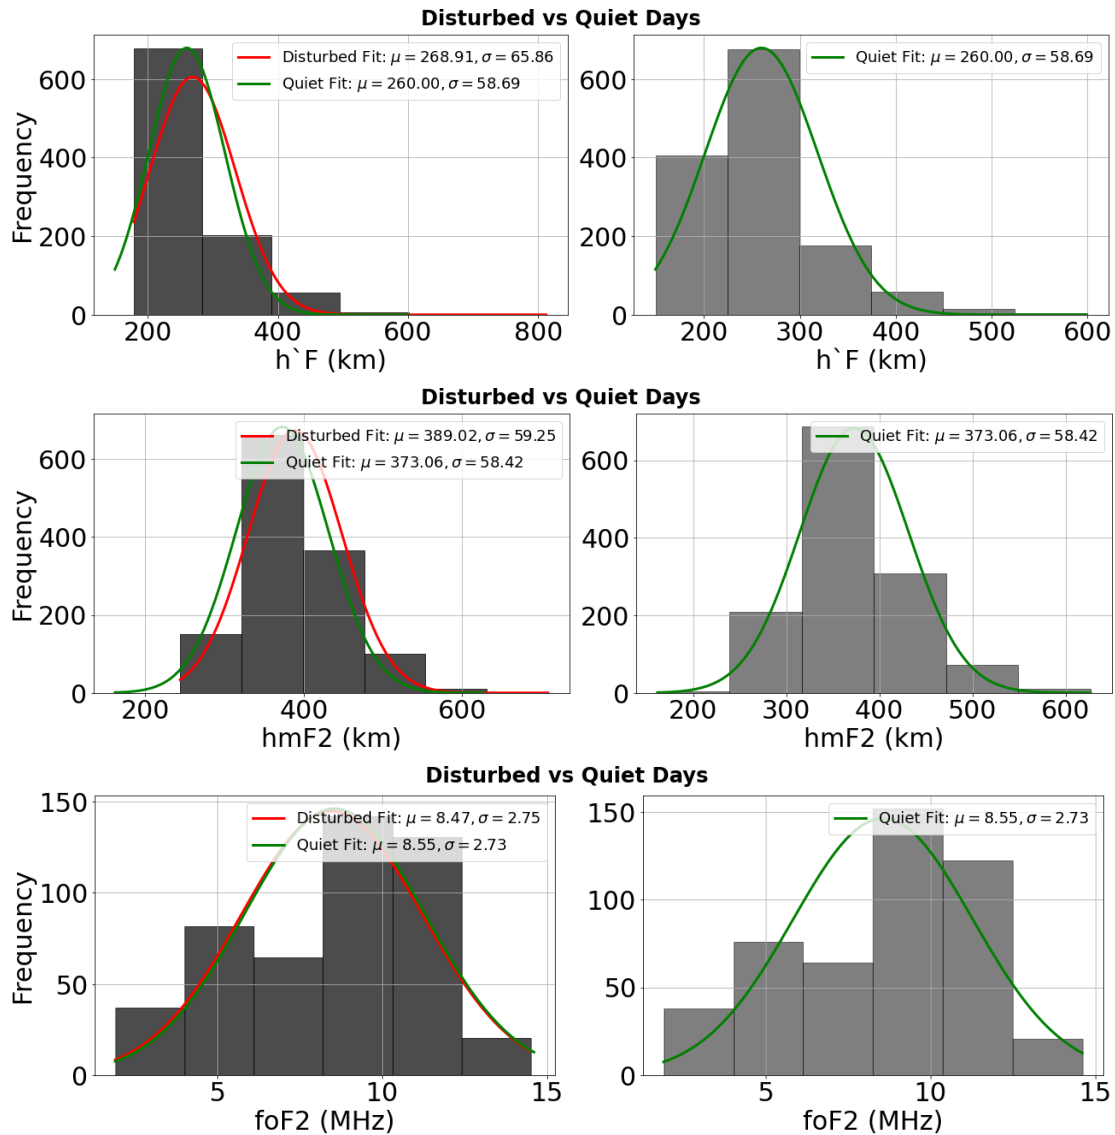 Disturbed vs Quiet Days
Frequency
600
400
200
0
Disturbed Fit: μ = 268.91, σ = 65.86
Quiet Fit: μ = 260.00, σ = 58.69
200 400 600 800
h`F (km)
Quiet Fit: μ = 260.00, σ = 58.69
600
400
200
0
200 300 400 500 600
h`F (km)
Disturbed vs Quiet Days
Frequency
600
400
200
0
Disturbed Fit: μ = 389.02, σ = 59.25
Quiet Fit: μ = 373.06, σ = 58.42
200 400 600
hmF2 (km)
Quiet Fit: μ = 373.06, σ = 58.42
600
400
200
0
200 300 400 500 600
hmF2 (km)
Disturbed vs Quiet Days
Frequency
150
100
50
0
Disturbed Fit: μ = 8.47, σ = 2.75
Quiet Fit: μ = 8.55, σ = 2.73
5 10 15
foF2 (MHz)
Quiet Fit: μ = 8.55, σ = 2.73
150
100
50
0
5 10 15
foF2 (MHz)